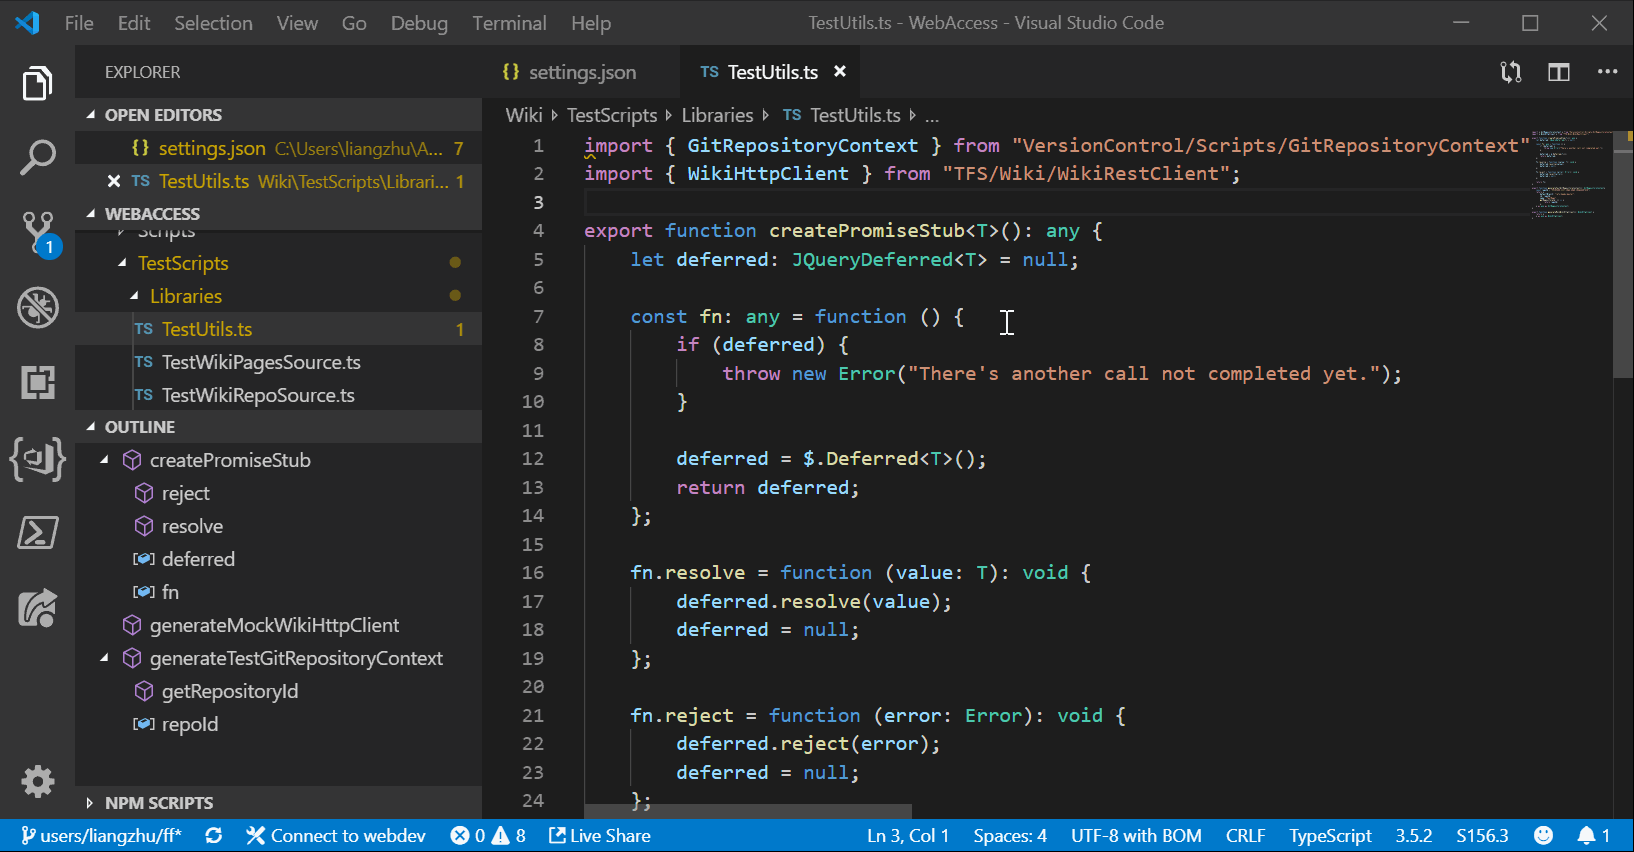 File Edit Selection View Go Debug Terminal Help TestUtils.ts - WebAccess - Visual Studio Code
EXPLORER
OPEN EDITORS
{} settings.json C:\Users\liangzhu\A... 7
TS TestUtils.ts Wiki\TestScripts\Librari... 1
WEBACCESS
Scripts
TestScripts
Libraries
TS TestUtils.ts 1
TS TestWikiPagesSource.ts
TS TestWikiRepoSource.ts
OUTLINE
createPromiseStub
reject
resolve
deferred
fn
generateMockWikiHttpClient
generateTestGitRepositoryContext
getRepositoryId
repoId
NPM SCRIPTS
1
{} settings.json TS TestUtils.ts
Wiki TestScripts Libraries TS TestUtils.ts ...
1 import { GitRepositoryContext } from "VersionControl/Scripts/GitRepositoryContext"
2 import { WikiHttpClient } from "TFS/Wiki/WikiRestClient";
3
4 export function createPromiseStub<T>(): any {
5 let deferred: JQueryDeferred<T> = null;
6
7 const fn: any = function () {
8 if (deferred) {
9 throw new Error("There's another call not completed yet.");
10 }
11
12 deferred = $.Deferred<T>();
13 return deferred;
14 };
15
16 fn.resolve = function (value: T): void {
17 deferred.resolve(value);
18 deferred = null;
19 };
20
21 fn.reject = function (error: Error): void {
22 deferred.reject(error);
23 deferred = null;
24 };
users/liangzhu/ff* Connect to webdev 0 8 Live Share Ln 3, Col 1 Spaces: 4 UTF-8 with BOM CRLF TypeScript 3.5.2 S156.3 1